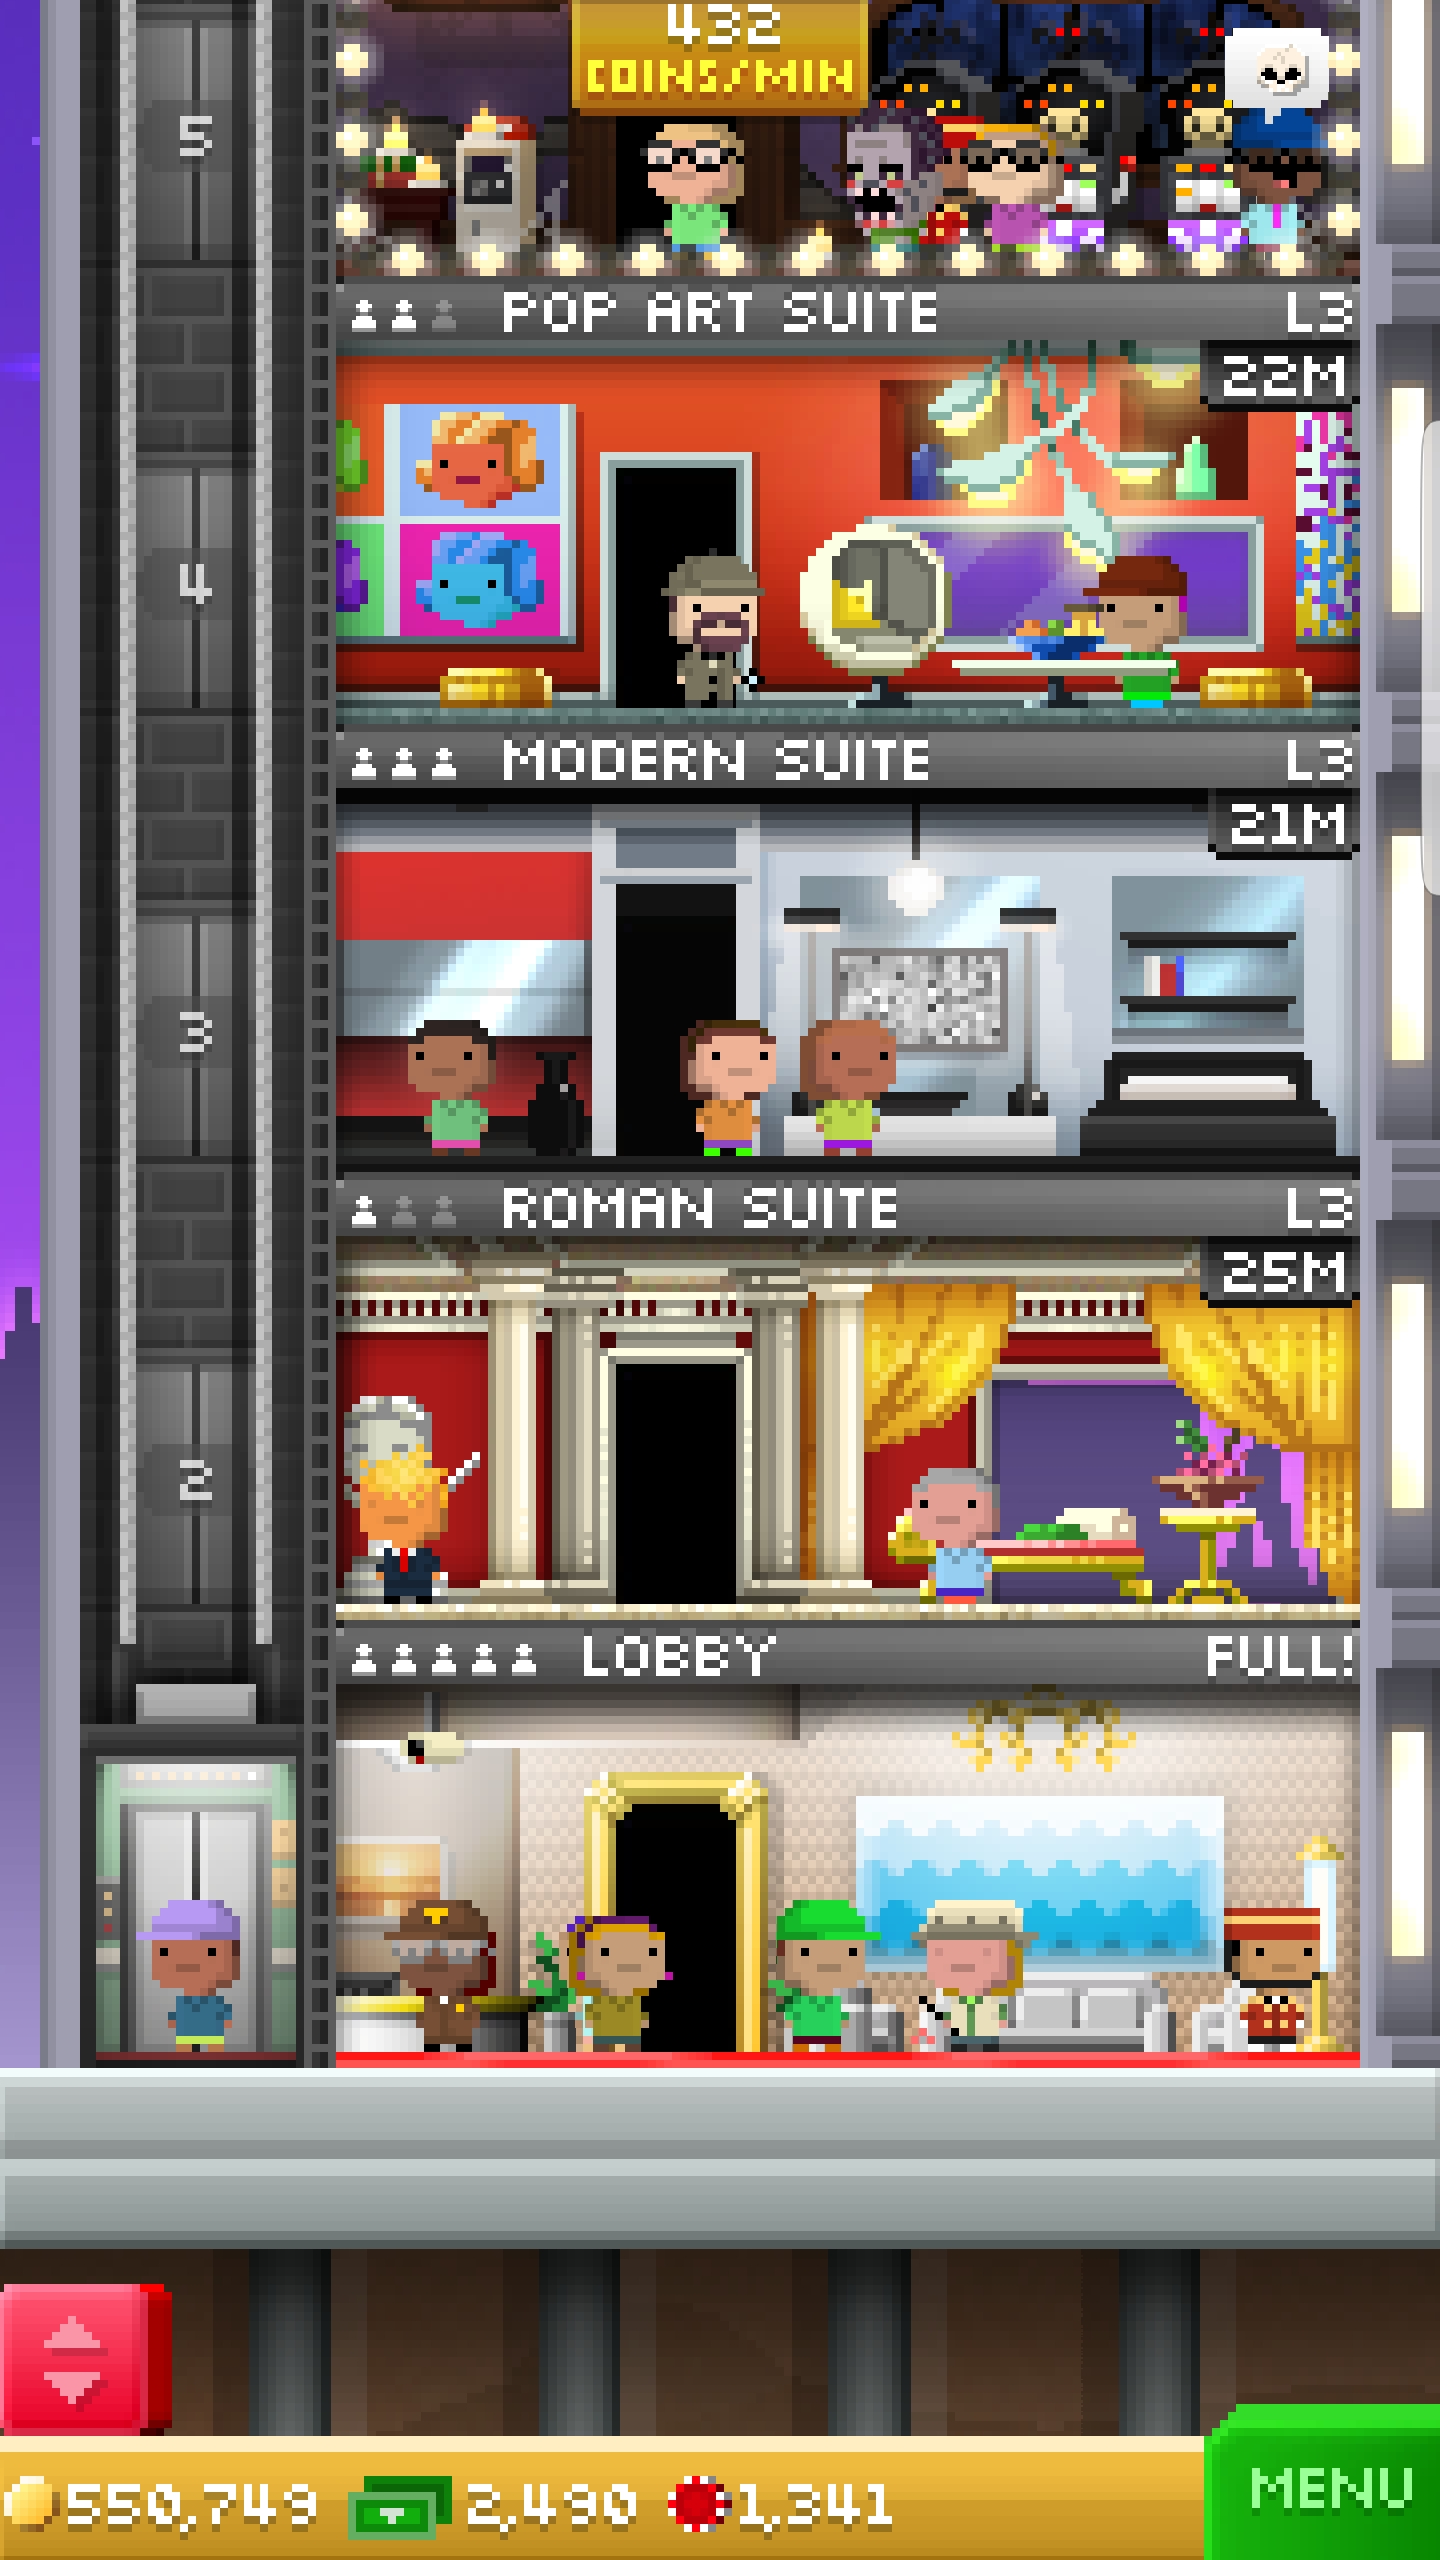 432
COINS/MIN
5
POP ART SUITE L3
22M
4
MODERN SUITE L3
21M
3
ROMAN SUITE L3
25M
2
LOBBY FULL!
550,749 2,490 1,341
MENU